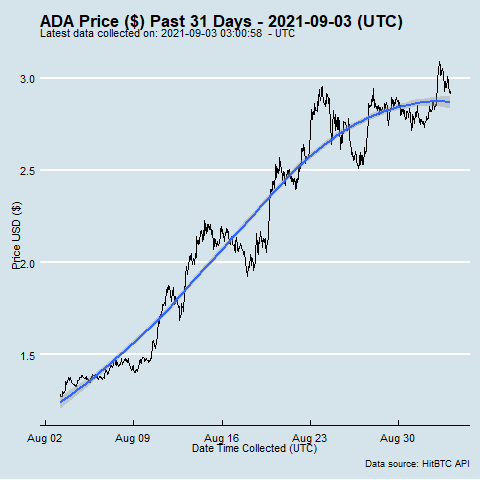 ADA Price ($) Past 31 Days - 2021-09-03 (UTC)
Latest data collected on: 2021-09-03 03:00:58 - UTC
3.0
2.5
2.0
1.5
Price USD ($)
Aug 02 Aug 09 Aug 16 Aug 23 Aug 30
Date Time Collected (UTC)
Data source: HitBTC API